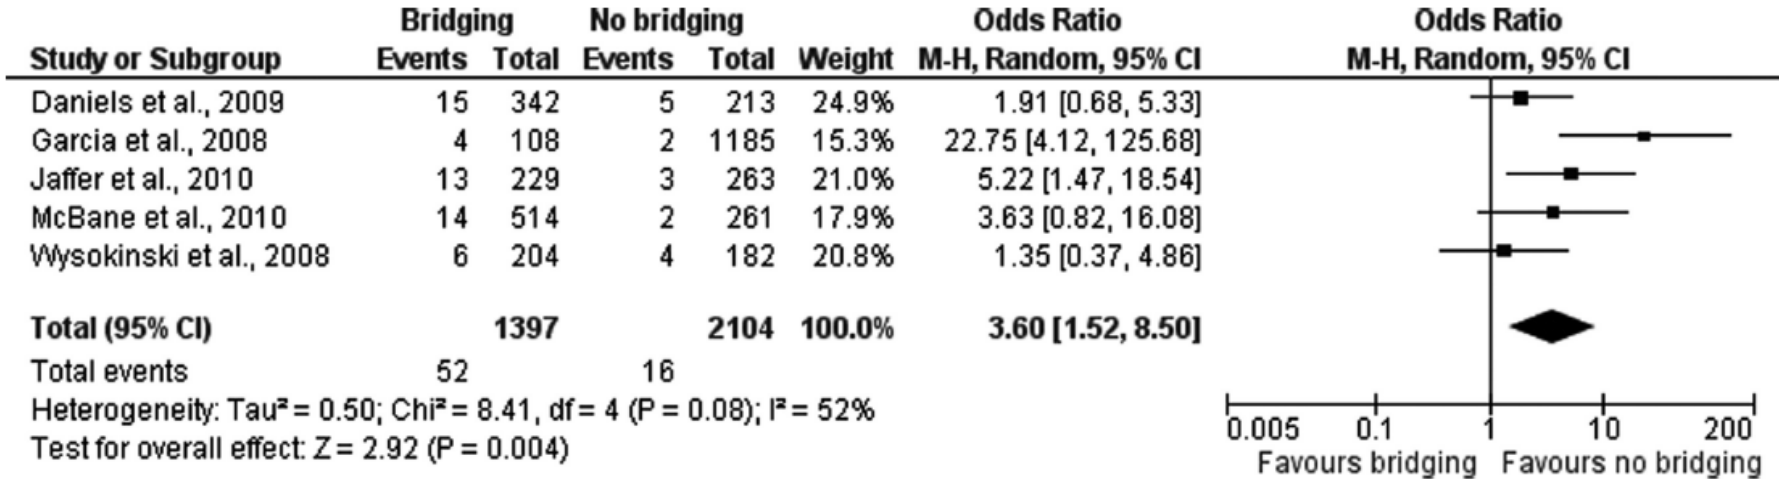 Bridging No bridging Odds Ratio Odds Ratio
Study or Subgroup Events Total Events Total Weight M-H, Random, 95% CI M-H, Random, 95% CI
Daniels et al., 2009 15 342 5 213 24.9% 1.91 [0.68, 5.33]
Garcia et al., 2008 4 108 2 1185 15.3% 22.75 [4.12, 125.68]
Jaffer et al., 2010 13 229 3 263 21.0% 5.22 [1.47, 18.54]
McBane et al., 2010 14 514 2 261 17.9% 3.63 [0.82, 16.08]
Wysokinski et al., 2008 6 204 4 182 20.8% 1.35 [0.37, 4.86]
Total (95% CI) 1397 2104 100.0% 3.60 [1.52, 8.50]
Total events 52 16
Heterogeneity: Tau² = 0.50; Chi² = 8.41, df = 4 (P = 0.08); I² = 52%
Test for overall effect: Z = 2.92 (P = 0.004)
0.005 0.1 1 10 200
Favours bridging Favours no bridging